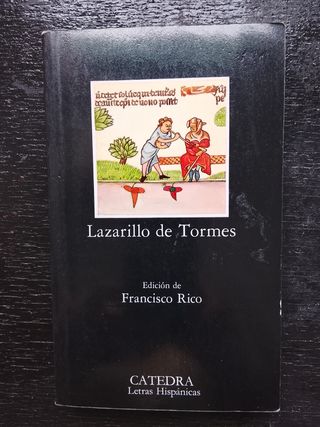 Lazarillo de Tormes
Edición de
Francisco Rico
CATEDRA
Letras Hispánicas